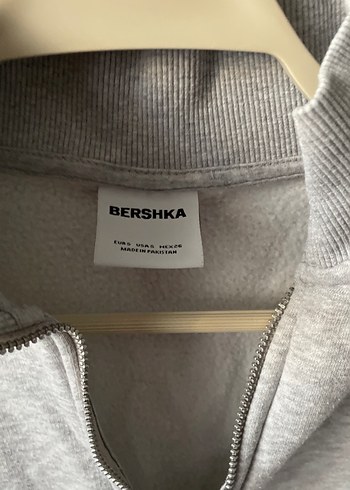 BERSHKA
EUR S USA S MEX 26
MADE IN PAKISTAN